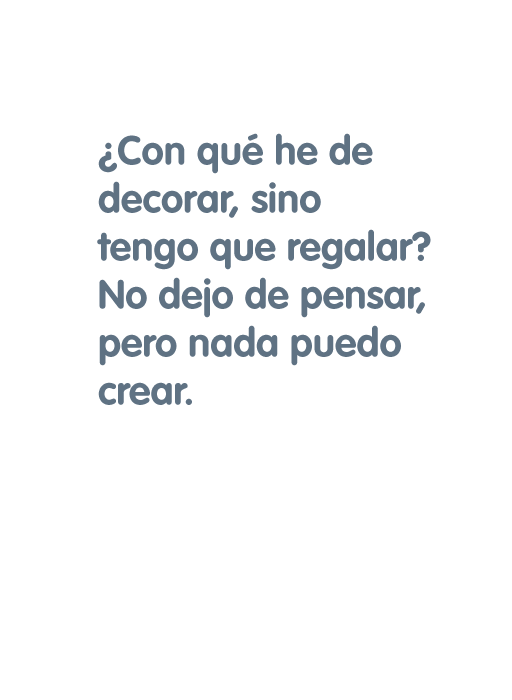 ¿Con qué he de
decorar, sino
tengo que regalar?
No dejo de pensar,
pero nada puedo
crear.